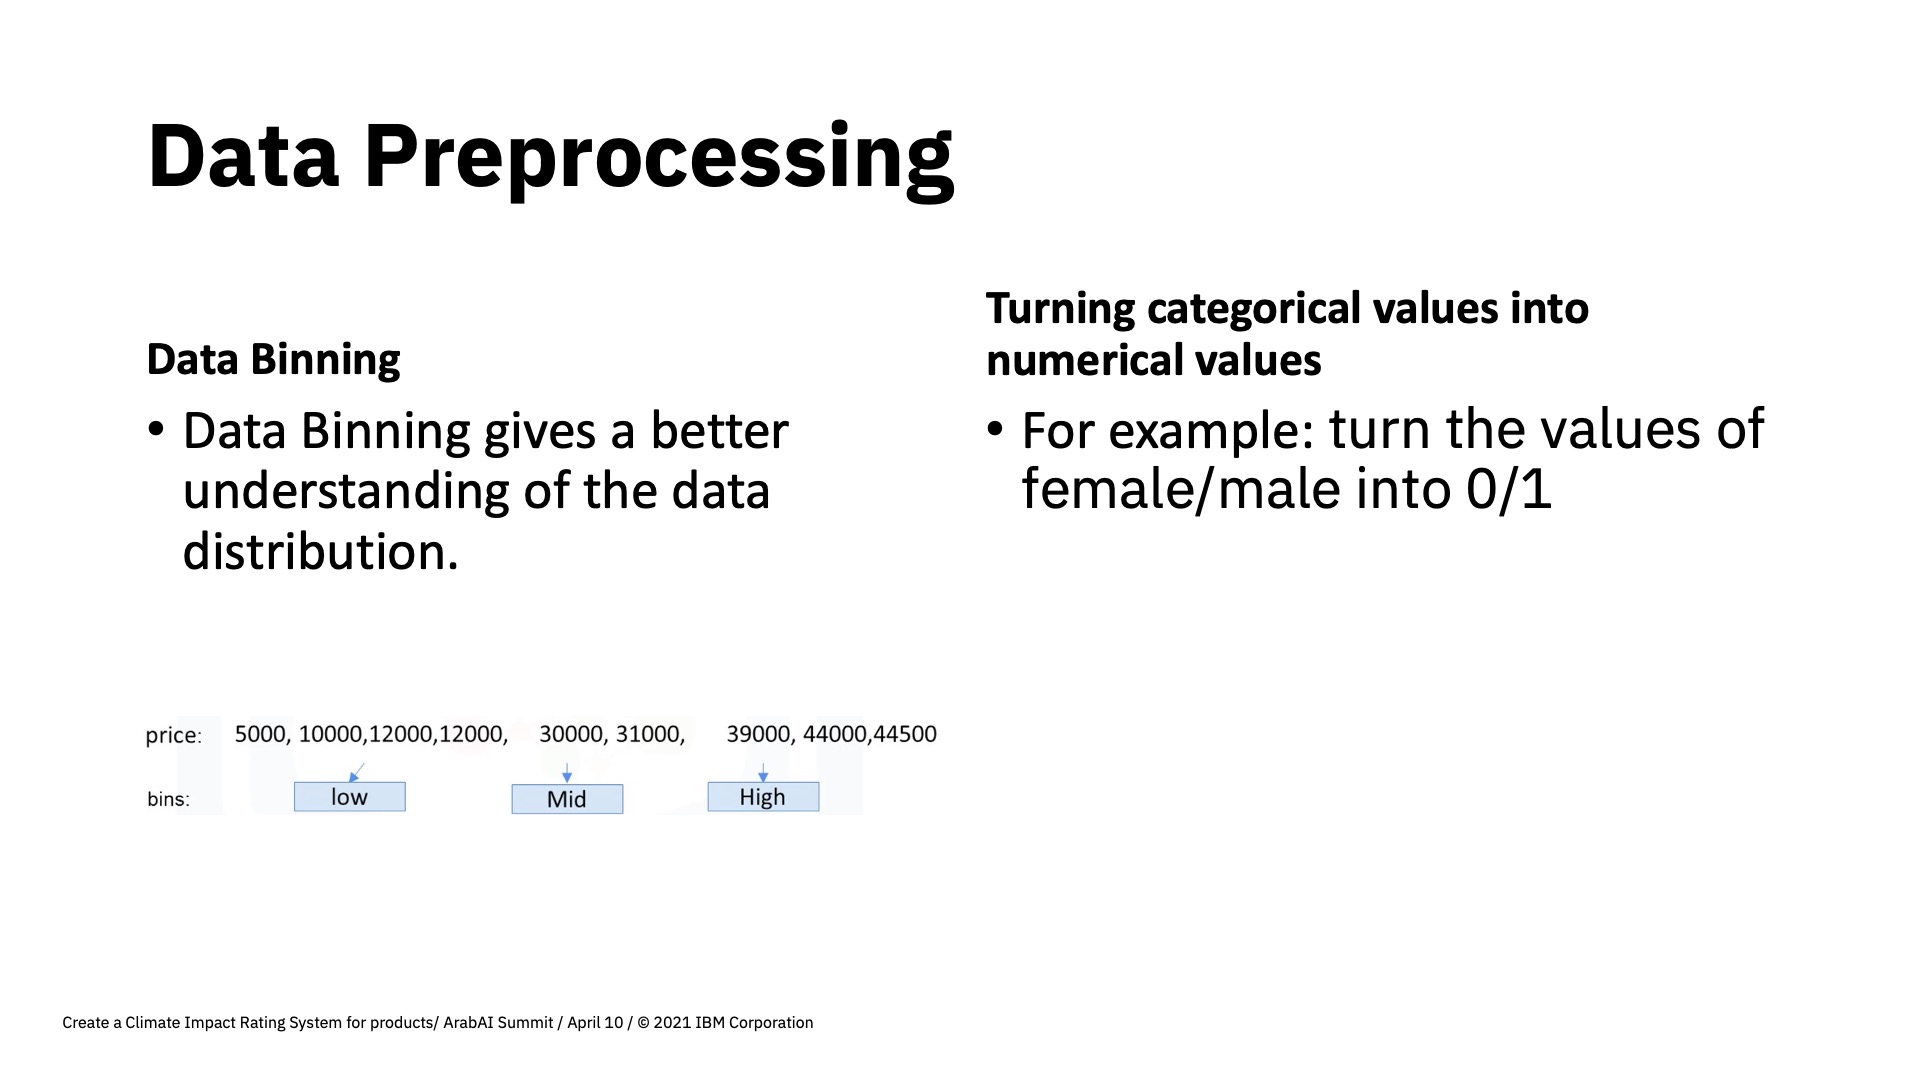 Data Preprocessing
Data Binning
• Data Binning gives a better
understanding of the data
distribution.
price: 5000, 10000,12000,12000, 30000, 31000, 39000, 44000,44500
bins: low Mid High
Turning categorical values into
numerical values
• For example: turn the values of
female/male into 0/1
Create a Climate Impact Rating System for products/ ArabAI Summit / April 10 / © 2021 IBM Corporation